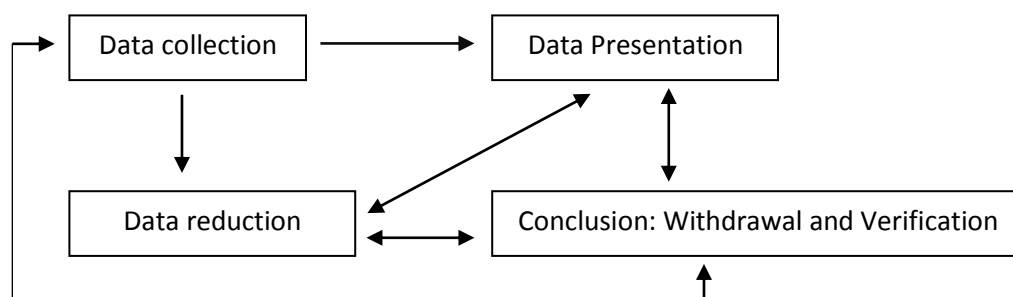 Data collection
Data Presentation
Data reduction
Conclusion: Withdrawal and Verification